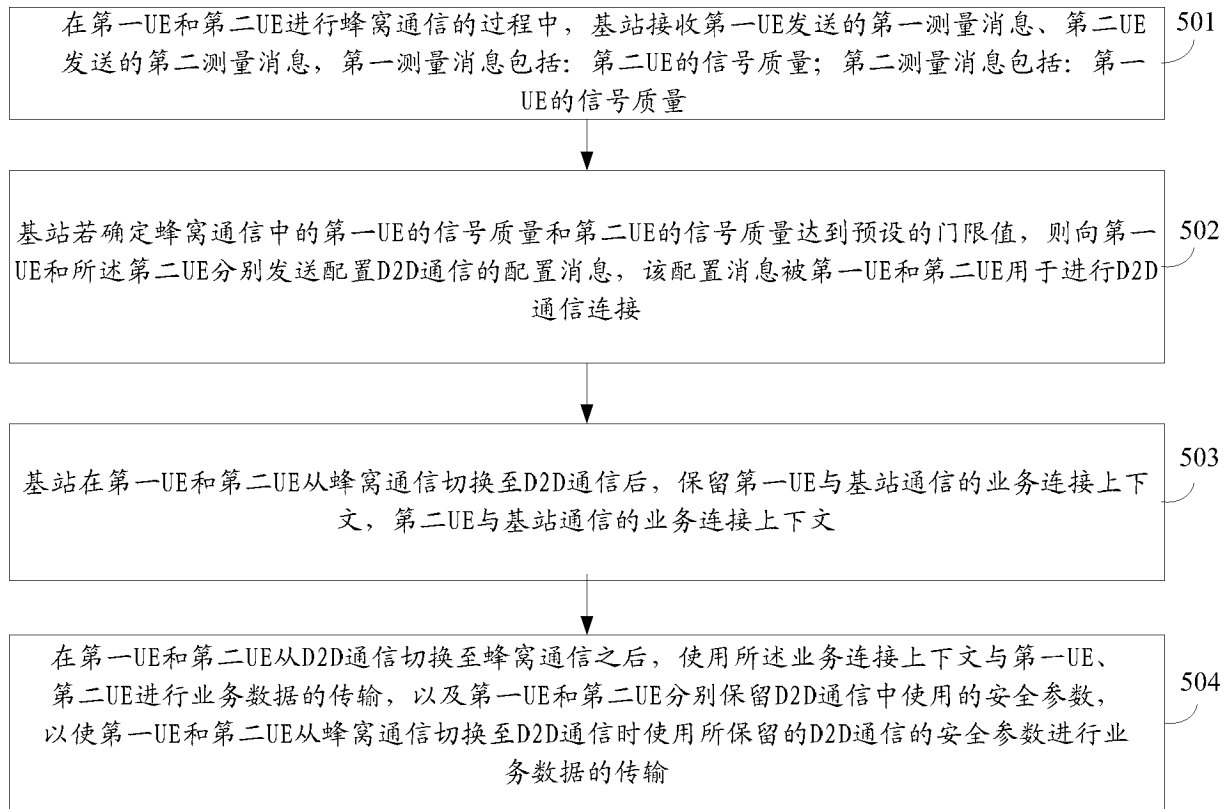 在第一UE和第二UE进行蜂窝通信的过程中，基站接收第一UE发送的第一测量消息、第二UE
发送的第二测量消息，第一测量消息包括：第二UE的信号质量；第二测量消息包括：第一
UE的信号质量
501
基站若确定蜂窝通信中的第一UE的信号质量和第二UE的信号质量达到预设的门限值，则向第一
UE和所述第二UE分别发送配置D2D通信的配置消息，该配置消息被第一UE和第二UE用于进行D2D
通信连接
502
基站在第一UE和第二UE从蜂窝通信切换至D2D通信后，保留第一UE与基站通信的业务连接上下
文，第二UE与基站通信的业务连接上下文
503
在第一UE和第二UE从D2D通信切换至蜂窝通信之后，使用所述业务连接上下文与第一UE、
第二UE进行业务数据的传输，以及第一UE和第二UE分别保留D2D通信中使用的安全参数，
以使第一UE和第二UE从蜂窝通信切换至D2D通信时使用所保留的D2D通信的安全参数进行业
务数据的传输
504